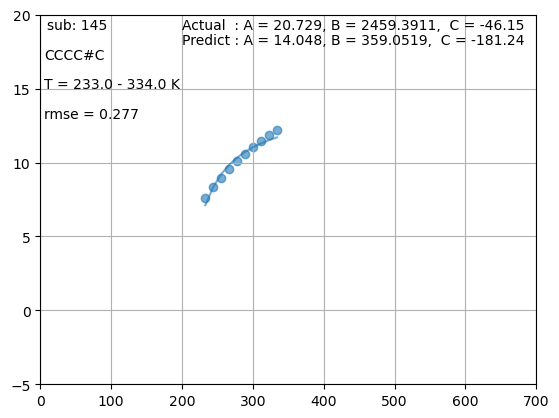 sub: 145
Actual  : A = 20.729, B = 2459.3911,  C = -46.15
Predict : A = 14.048, B = 359.0519,  C = -181.24
CCCC#C
T = 233.0 - 334.0 K
rmse = 0.277
20
15
10
5
0
−5
0 100 200 300 400 500 600 700